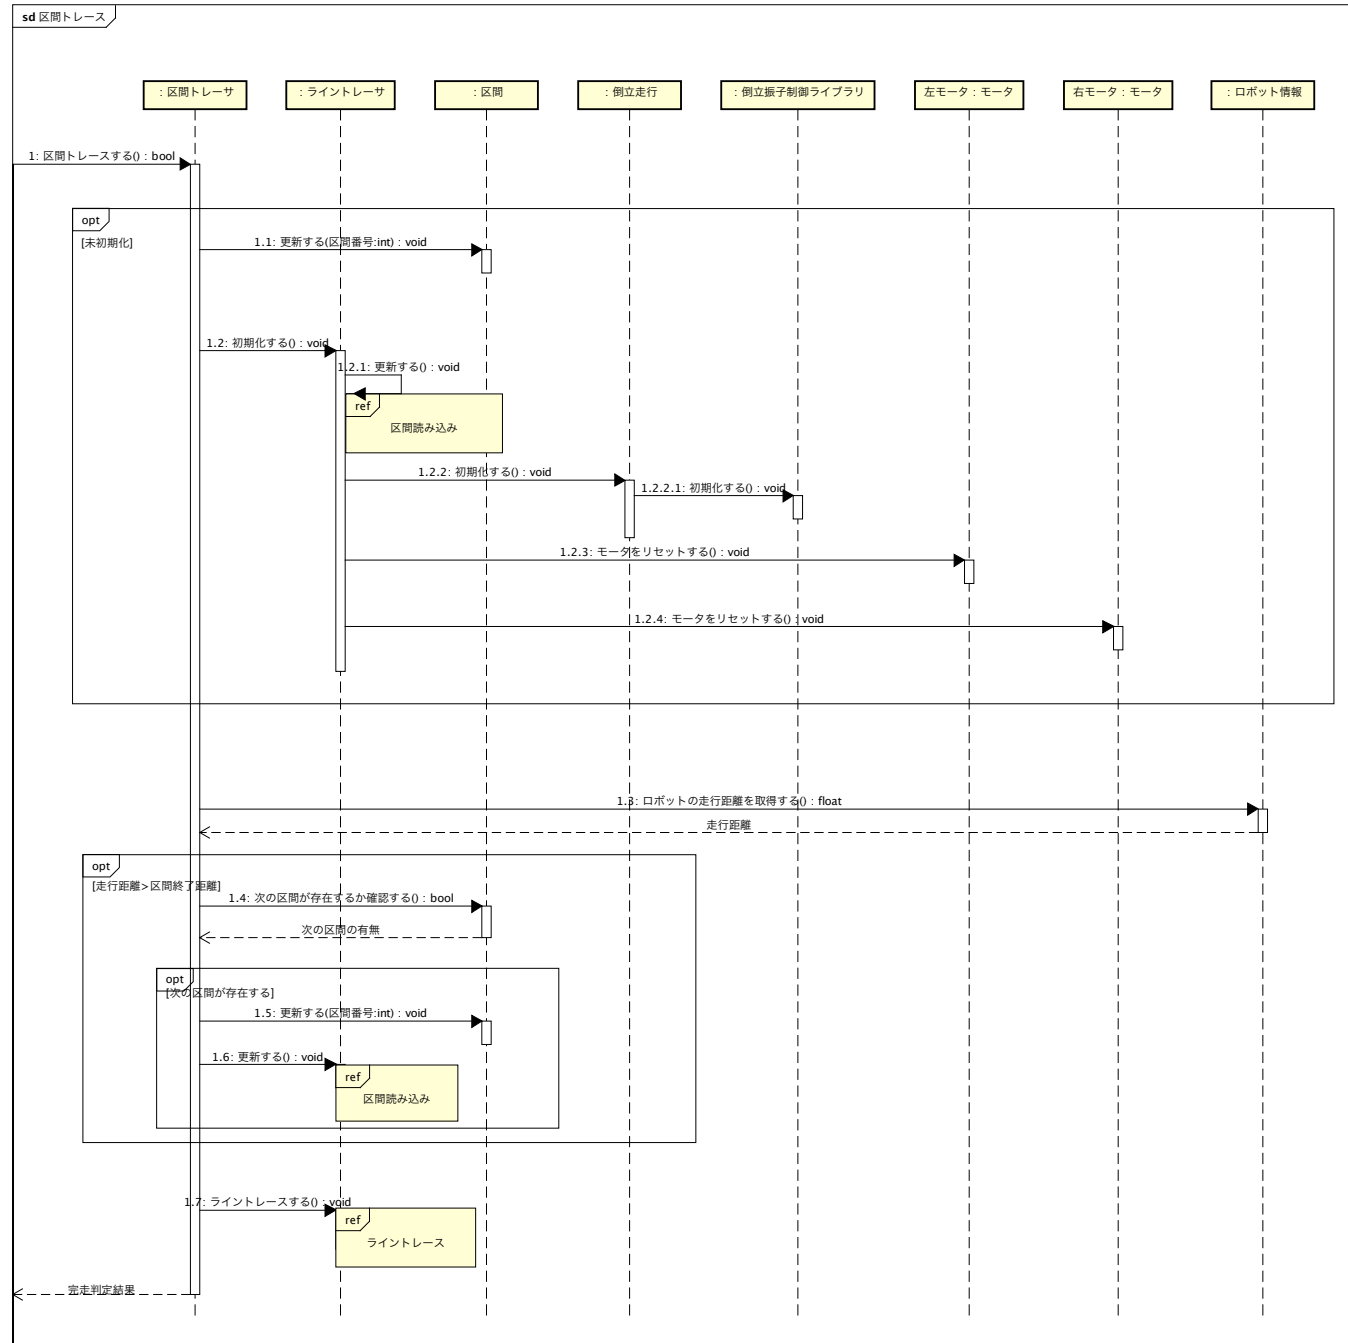 sd 区間トレース
: 区間トレーサ
: ライントレーサ
: 区間
: 倒立走行
: 倒立振子制御ライブラリ
左モータ : モータ
右モータ : モータ
: ロボット情報
1: 区間トレースする() : bool
opt
[未初期化]
1.1: 更新する(区間番号:int) : void
1.2: 初期化する() : void
1.2.1: 更新する() : void
ref
区間読み込み
1.2.2: 初期化する() : void
1.2.2.1: 初期化する() : void
1.2.3: モータをリセットする() : void
1.2.4: モータをリセットする() : void
1.3: ロボットの走行距離を取得する() : float
走行距離
opt
[走行距離>区間終了距離]
1.4: 次の区間が存在するか確認する() : bool
次の区間の有無
opt
[次の区間が存在する]
1.5: 更新する(区間番号:int) : void
1.6: 更新する() : void
ref
区間読み込み
1.7: ライントレースする() : void
ref
ライントレース
完走判定結果